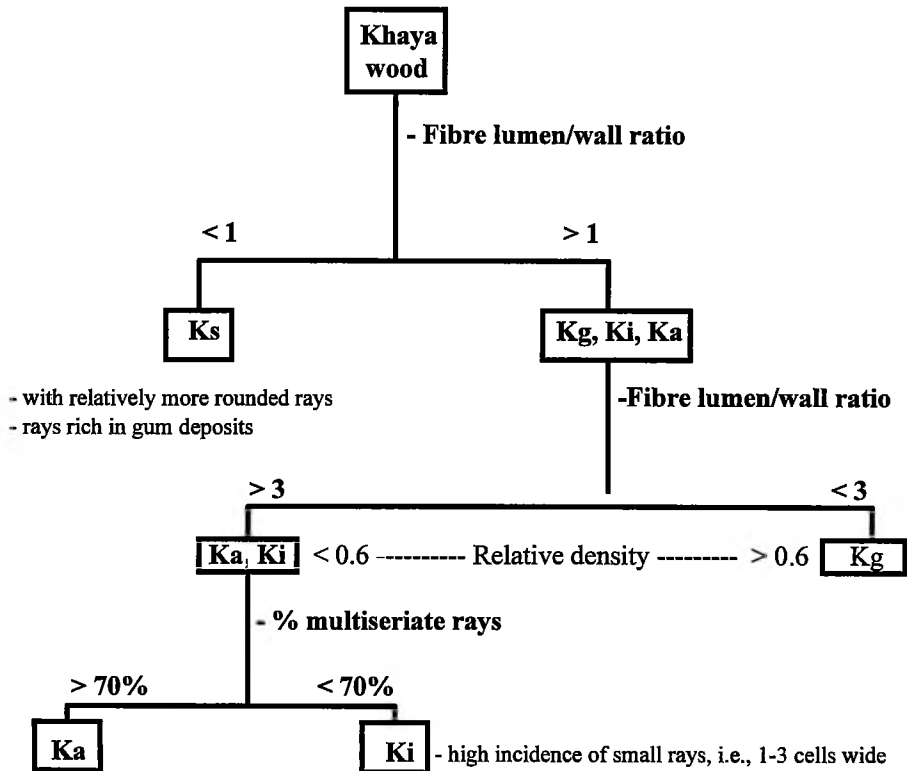 Khaya
wood
- Fibre lumen/wall ratio
< 1
> 1
Ks
Kg, Ki, Ka
- with relatively more rounded rays
- rays rich in gum deposits
-Fibre lumen/wall ratio
> 3
< 3
Ka, Ki
< 0.6 --------- Relative density --------- > 0.6
Kg
- % multiseriate rays
> 70%
< 70%
Ka
Ki
- high incidence of small rays, i.e., 1-3 cells wide